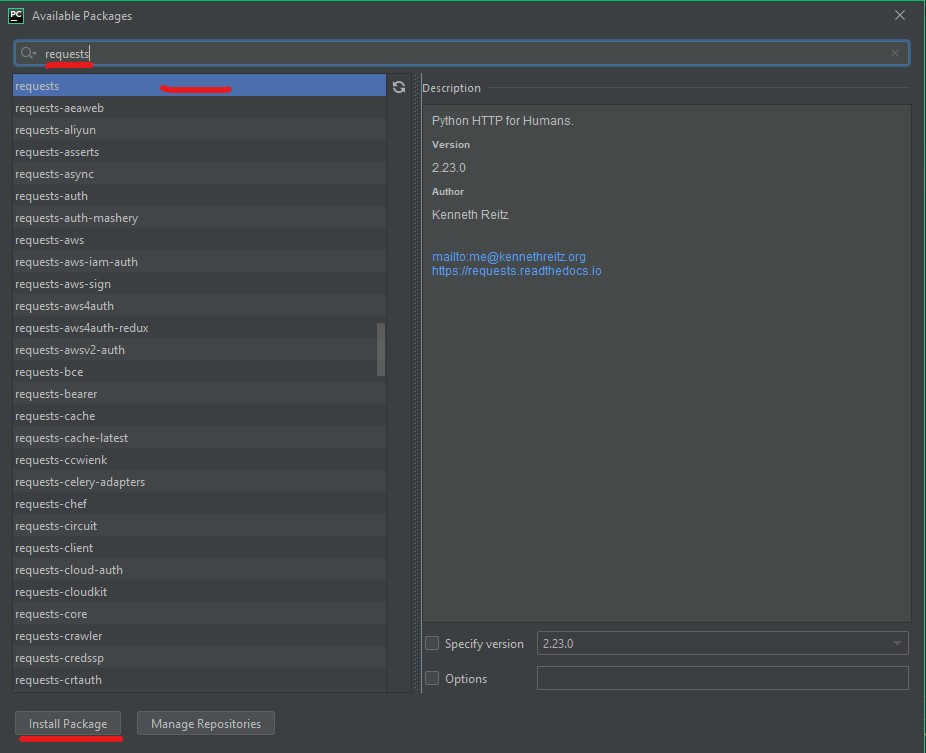 PC Available Packages
requests
requests
requests-aeaweb
requests-aliyun
requests-asserts
requests-async
requests-auth
requests-auth-mashery
requests-aws
requests-aws-iam-auth
requests-aws-sign
requests-aws4auth
requests-aws4auth-redux
requests-awsv2-auth
requests-bce
requests-bearer
requests-cache
requests-cache-latest
requests-ccwienk
requests-celery-adapters
requests-chef
requests-circuit
requests-client
requests-cloud-auth
requests-cloudkit
requests-core
requests-crawler
requests-credssp
requests-crtauth
Description
Python HTTP for Humans.
Version
2.23.0
Author
Kenneth Reitz
mailto:me@kennethreitz.org
https://requests.readthedocs.io
Specify version 2.23.0
Options
Install Package Manage Repositories